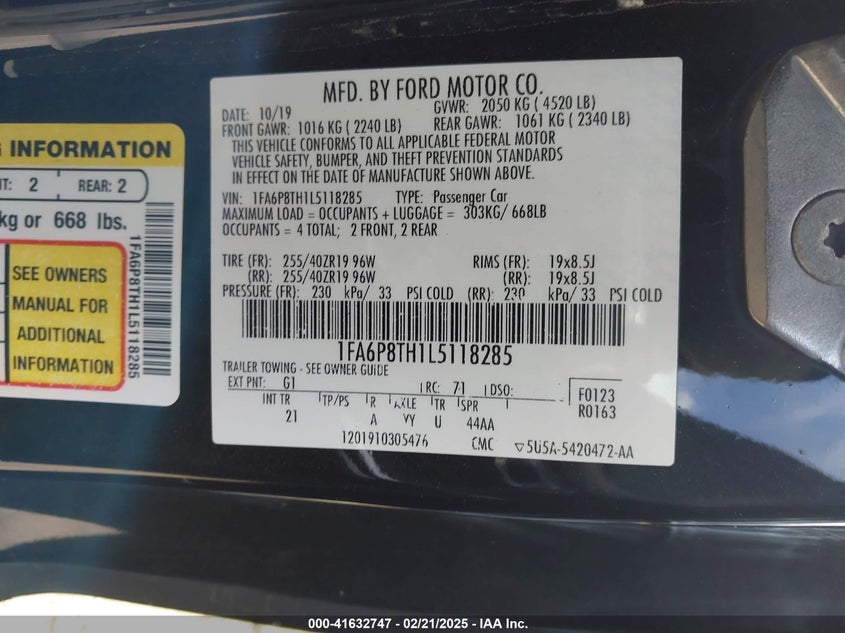 G INFORMATION
NT: 2 REAR: 2
kg or 668 lbs.
SEE OWNERS
MANUAL FOR
ADDITIONAL
INFORMATION
1FA6P8TH1L5118285
MFD. BY FORD MOTOR CO.
DATE: 10/19 GVWR: 2050 KG ( 4520 LB)
FRONT GAWR: 1016 KG ( 2240 LB) REAR GAWR: 1061 KG ( 2340 LB)
THIS VEHICLE CONFORMS TO ALL APPLICABLE FEDERAL MOTOR
VEHICLE SAFETY, BUMPER, AND THEFT PREVENTION STANDARDS
IN EFFECT ON THE DATE OF MANUFACTURE SHOWN ABOVE.
VIN: 1FA6P8TH1L5118285 TYPE: Passenger Car
MAXIMUM LOAD = OCCUPANTS + LUGGAGE = 303KG/ 668LB
OCCUPANTS = 4 TOTAL; 2 FRONT, 2 REAR
TIRE (FR): 255/40ZR19 96W RIMS (FR): 19x8.5J
(RR): 255/40ZR19 96W (RR): 19x8.5J
PRESSURE (FR): 230 kPa/ 33 PSI COLD (RR): 230 kPa/ 33 PSI COLD
1FA6P8TH1L5118285
TRAILER TOWING - SEE OWNER GUIDE
EXT PNT: G1 RC: 71 DSO: F0123
INT TR TP/PS R AXLE TR SPR R0163
21 A VY U 44AA
1201910305476 CMC ▽5U5A-5420472-AA
000-41632747 - 02/21/2025 - IAA Inc.